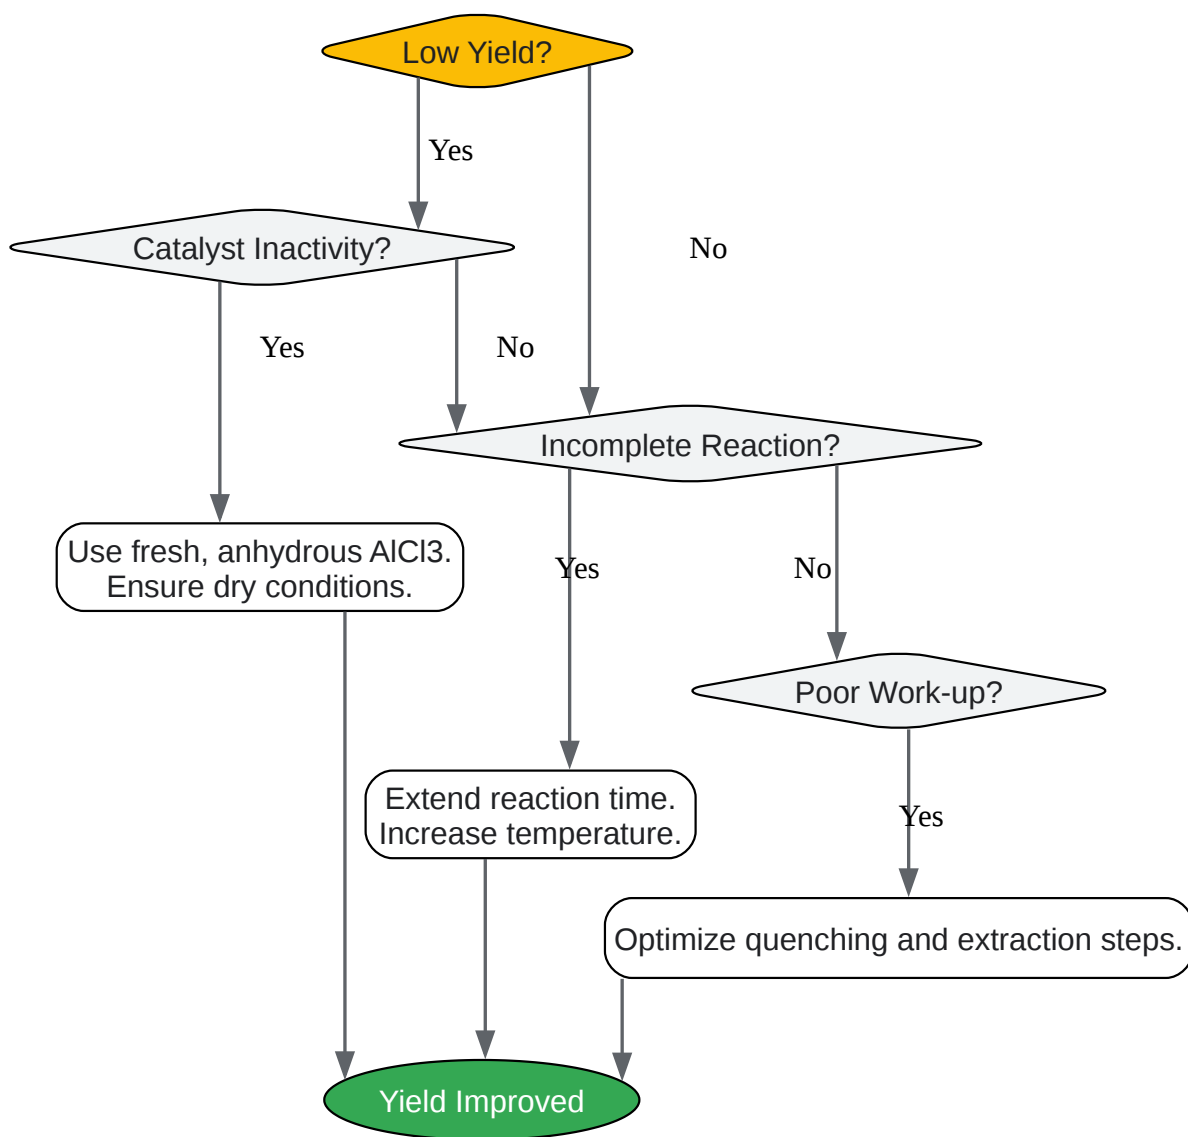 Low Yield?
Yes
Catalyst Inactivity?
No
Yes
No
Incomplete Reaction?
Use fresh, anhydrous AlCl3.
Ensure dry conditions.
Yes
No
Poor Work-up?
Extend reaction time.
Increase temperature.
Yes
Optimize quenching and extraction steps.
Yield Improved